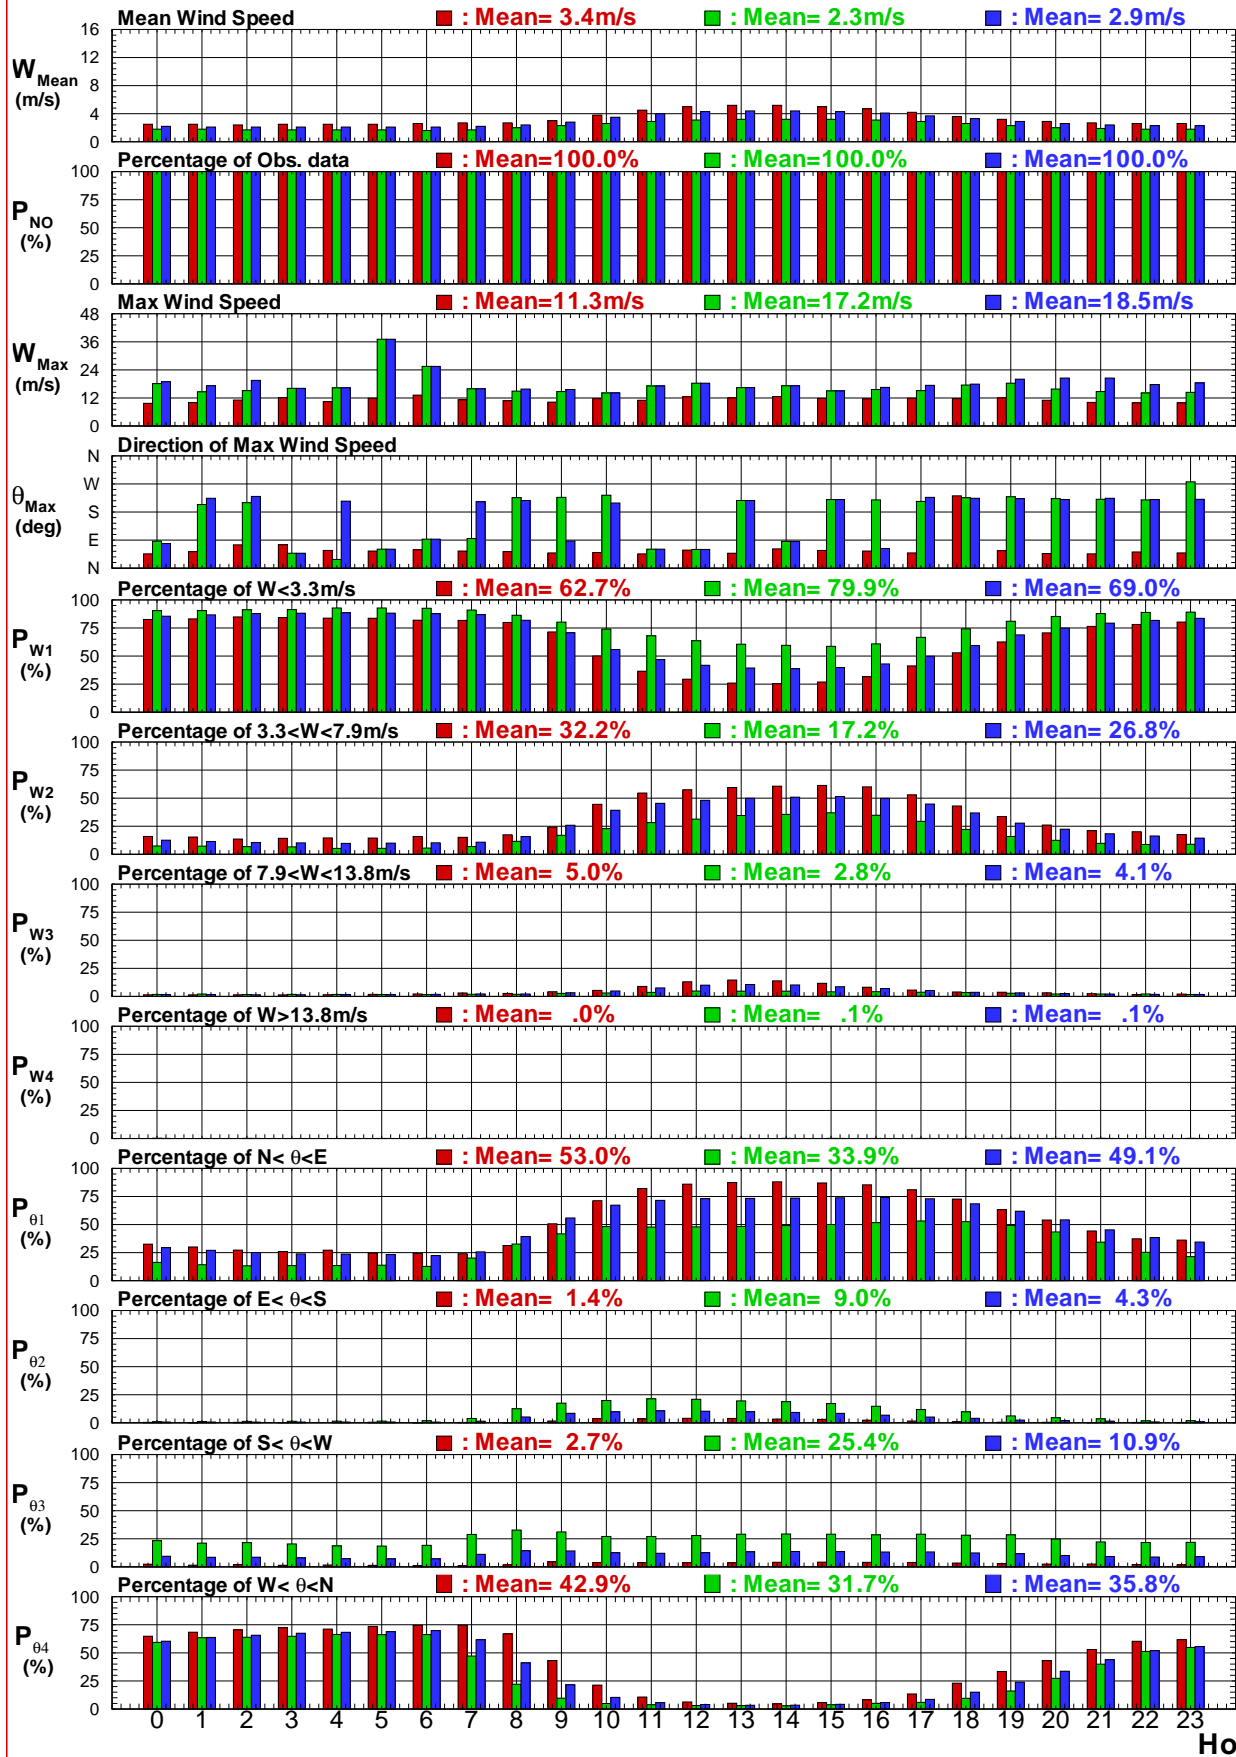 Mean Wind Speed : Mean= 3.4m/s : Mean= 2.3m/s : Mean= 2.9m/s
16
12
8
4
0
W Mean
(m/s)
Percentage of Obs. data : Mean=100.0% : Mean=100.0% : Mean=100.0%
100
75
50
25
0
P NO
(%)
Max Wind Speed : Mean=11.3m/s : Mean=17.2m/s : Mean=18.5m/s
48
36
24
12
0
W Max
(m/s)
Direction of Max Wind Speed
N
W
S
E
N
θ Max
(deg)
Percentage of W<3.3m/s : Mean= 62.7% : Mean= 79.9% : Mean= 69.0%
100
75
50
25
0
P W1
(%)
Percentage of 3.3<W<7.9m/s : Mean= 32.2% : Mean= 17.2% : Mean= 26.8%
100
75
50
25
0
P W2
(%)
Percentage of 7.9<W<13.8m/s : Mean= 5.0% : Mean= 2.8% : Mean= 4.1%
100
75
50
25
0
P W3
(%)
Percentage of W>13.8m/s : Mean= .0% : Mean= .1% : Mean= .1%
100
75
50
25
0
P W4
(%)
Percentage of N< θ<E : Mean= 53.0% : Mean= 33.9% : Mean= 49.1%
100
75
50
25
0
P θ1
(%)
Percentage of E< θ<S : Mean= 1.4% : Mean= 9.0% : Mean= 4.3%
100
75
50
25
0
P θ2
(%)
Percentage of S< θ<W : Mean= 2.7% : Mean= 25.4% : Mean= 10.9%
100
75
50
25
0
P θ3
(%)
Percentage of W< θ<N : Mean= 42.9% : Mean= 31.7% : Mean= 35.8%
100
75
50
25
0
P θ4
(%)
0 1 2 3 4 5 6 7 8 9 10 11 12 13 14 15 16 17 18 19 20 21 22 23
Ho